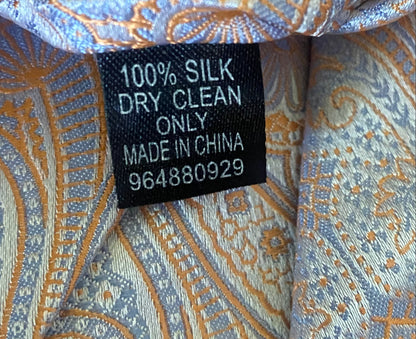 100% SILK
DRY CLEAN
ONLY
MADE IN CHINA
964880929